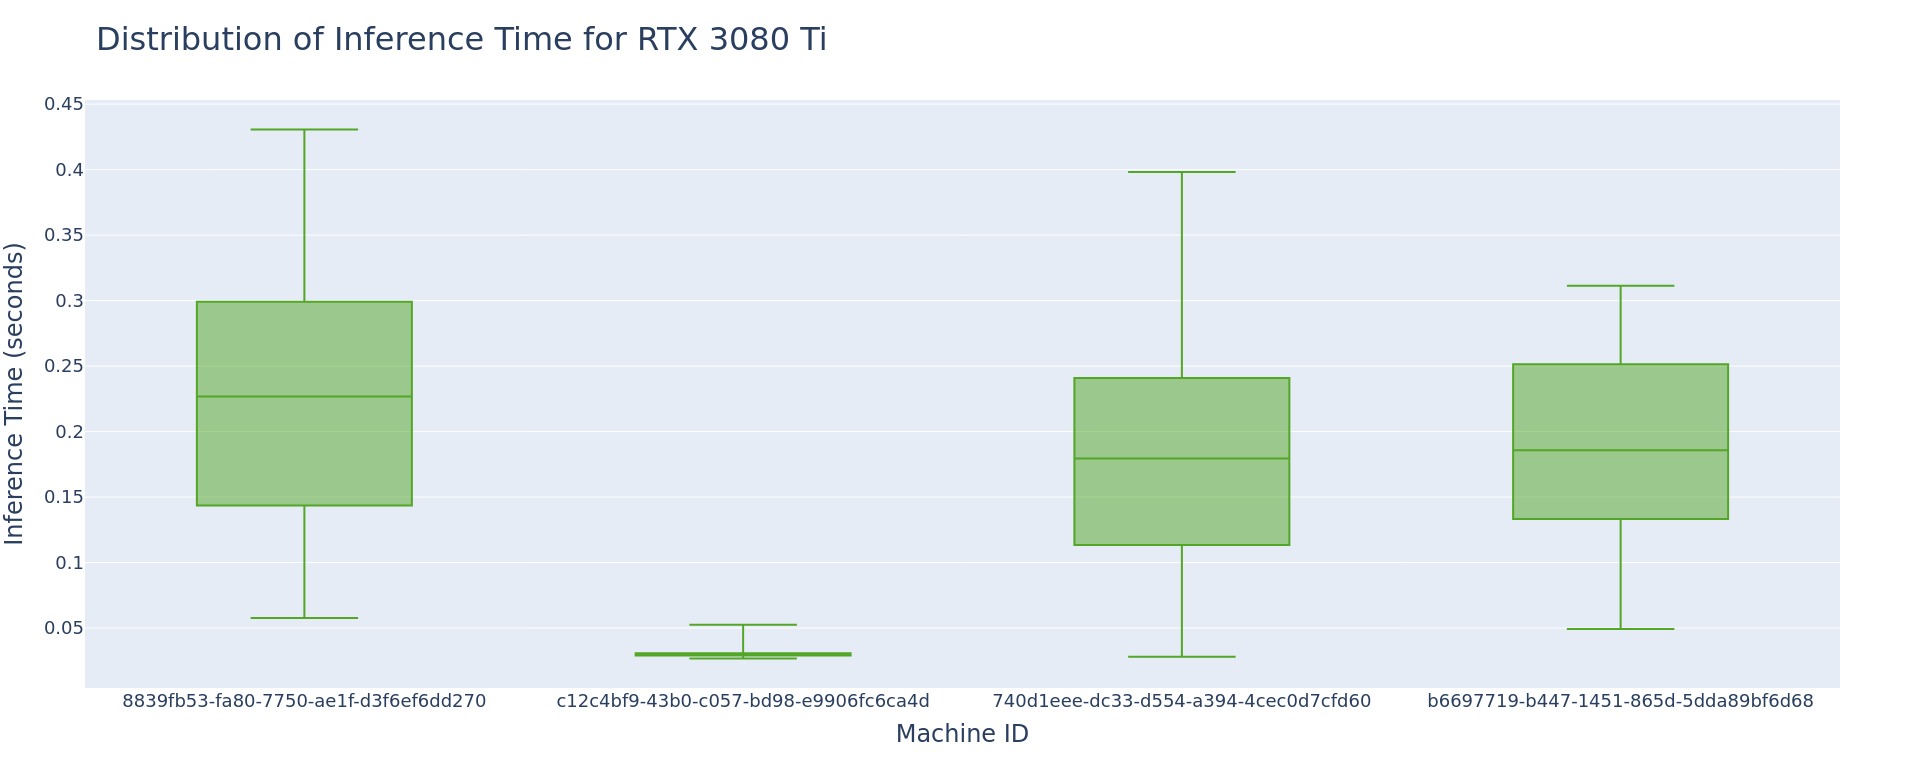 Distribution of Inference Time for RTX 3080 Ti
Inference Time (seconds)
0.45
0.4
0.35
0.3
0.25
0.2
0.15
0.1
0.05
8839fb53-fa80-7750-ae1f-d3f6ef6dd270
c12c4bf9-43b0-c057-bd98-e9906fc6ca4d
740d1eee-dc33-d554-a394-4cec0d7cfd60
b6697719-b447-1451-865d-5dda89bf6d68
Machine ID